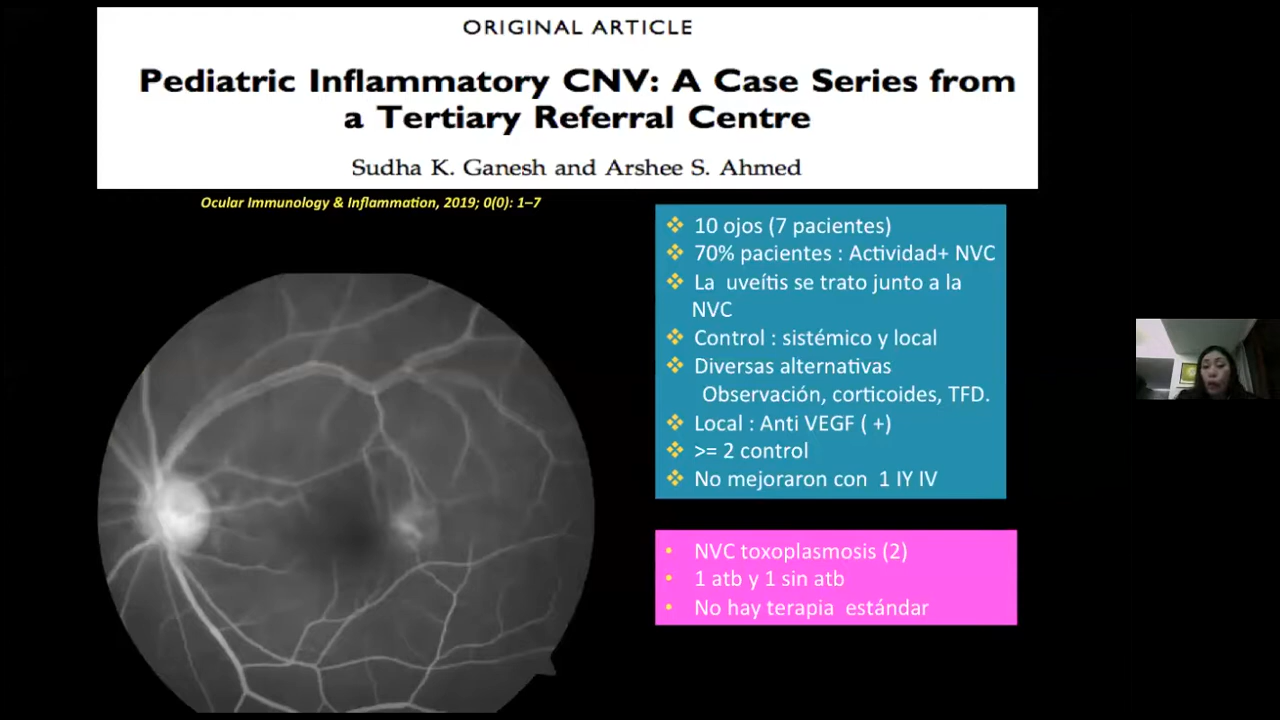 ORIGINAL ARTICLE
Pediatric Inflammatory CNV: A Case Series from
a Tertiary Referral Centre
Sudha K. Ganesh and Arshee S. Ahmed
Ocular Immunology & Inflammation, 2019; 0(0): 1–7
❖ 10 ojos (7 pacientes)
❖ 70% pacientes : Actividad+ NVC
❖ La uveítis se trato junto a la
NVC
❖ Control : sistémico y local
❖ Diversas alternativas
Observación, corticoides, TFD.
❖ Local : Anti VEGF ( +)
❖ >= 2 control
❖ No mejoraron con 1 IY IV
• NVC toxoplasmosis (2)
• 1 atb y 1 sin atb
• No hay terapia estándar